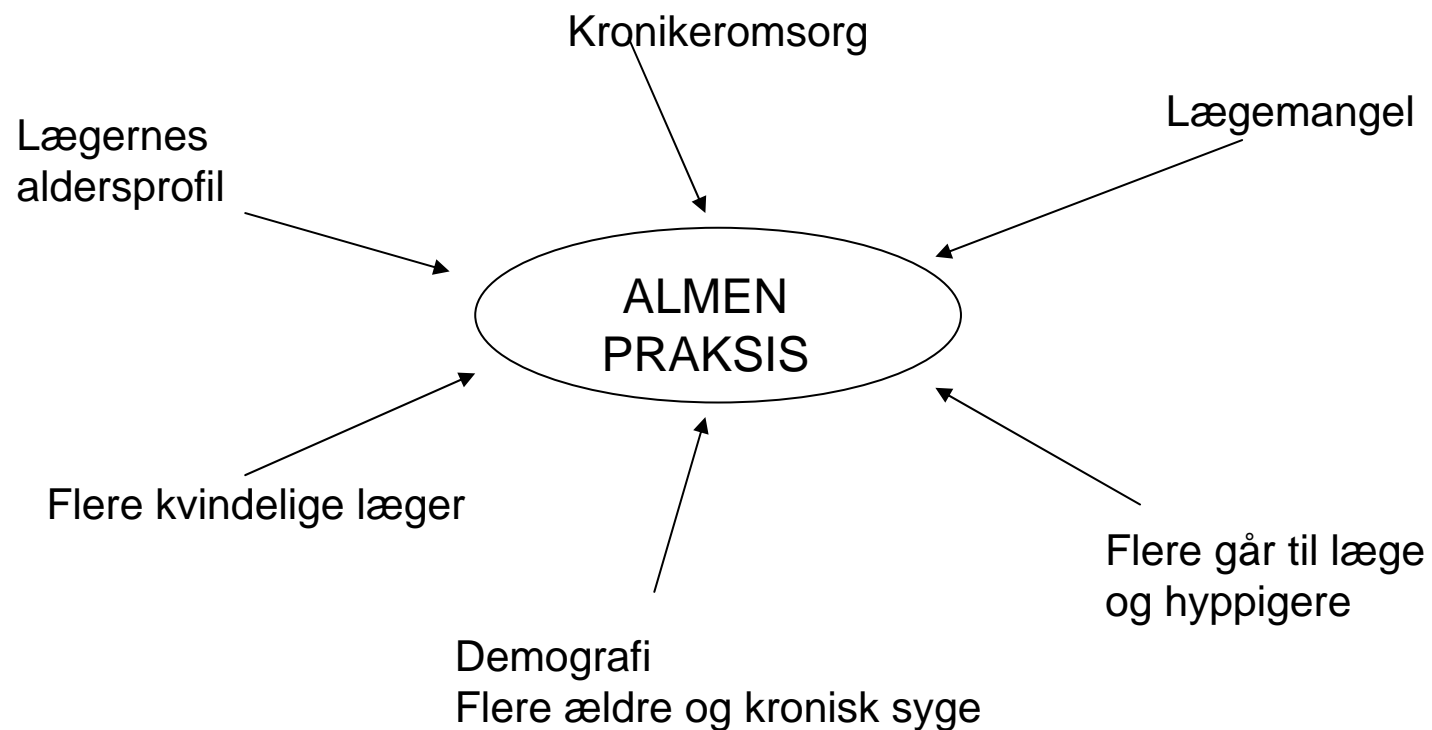 Kronikeromsorg
Lægemangel
Lægernes
aldersprofil
ALMEN
PRAKSIS
Flere kvindelige læger
Flere går til læge
og hyppigere
Demografi
Flere ældre og kronisk syge